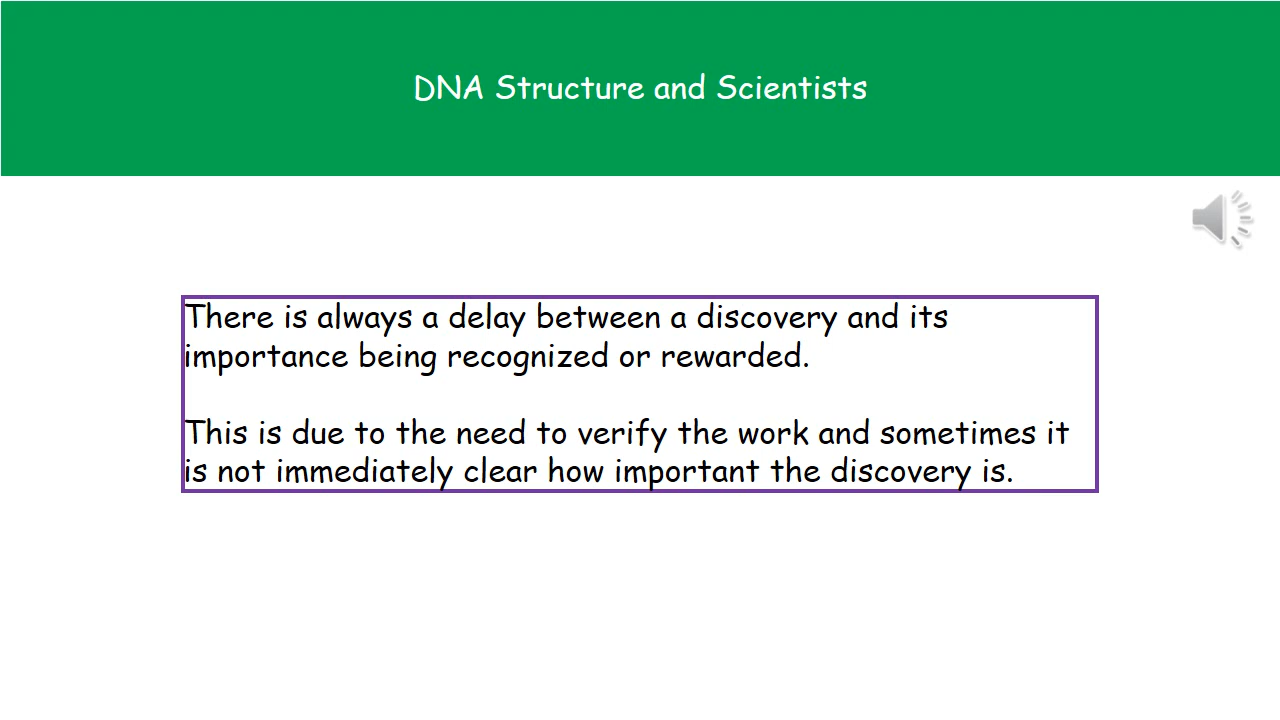 DNA Structure and Scientists
There is always a delay between a discovery and its
importance being recognized or rewarded.
This is due to the need to verify the work and sometimes it
is not immediately clear how important the discovery is.